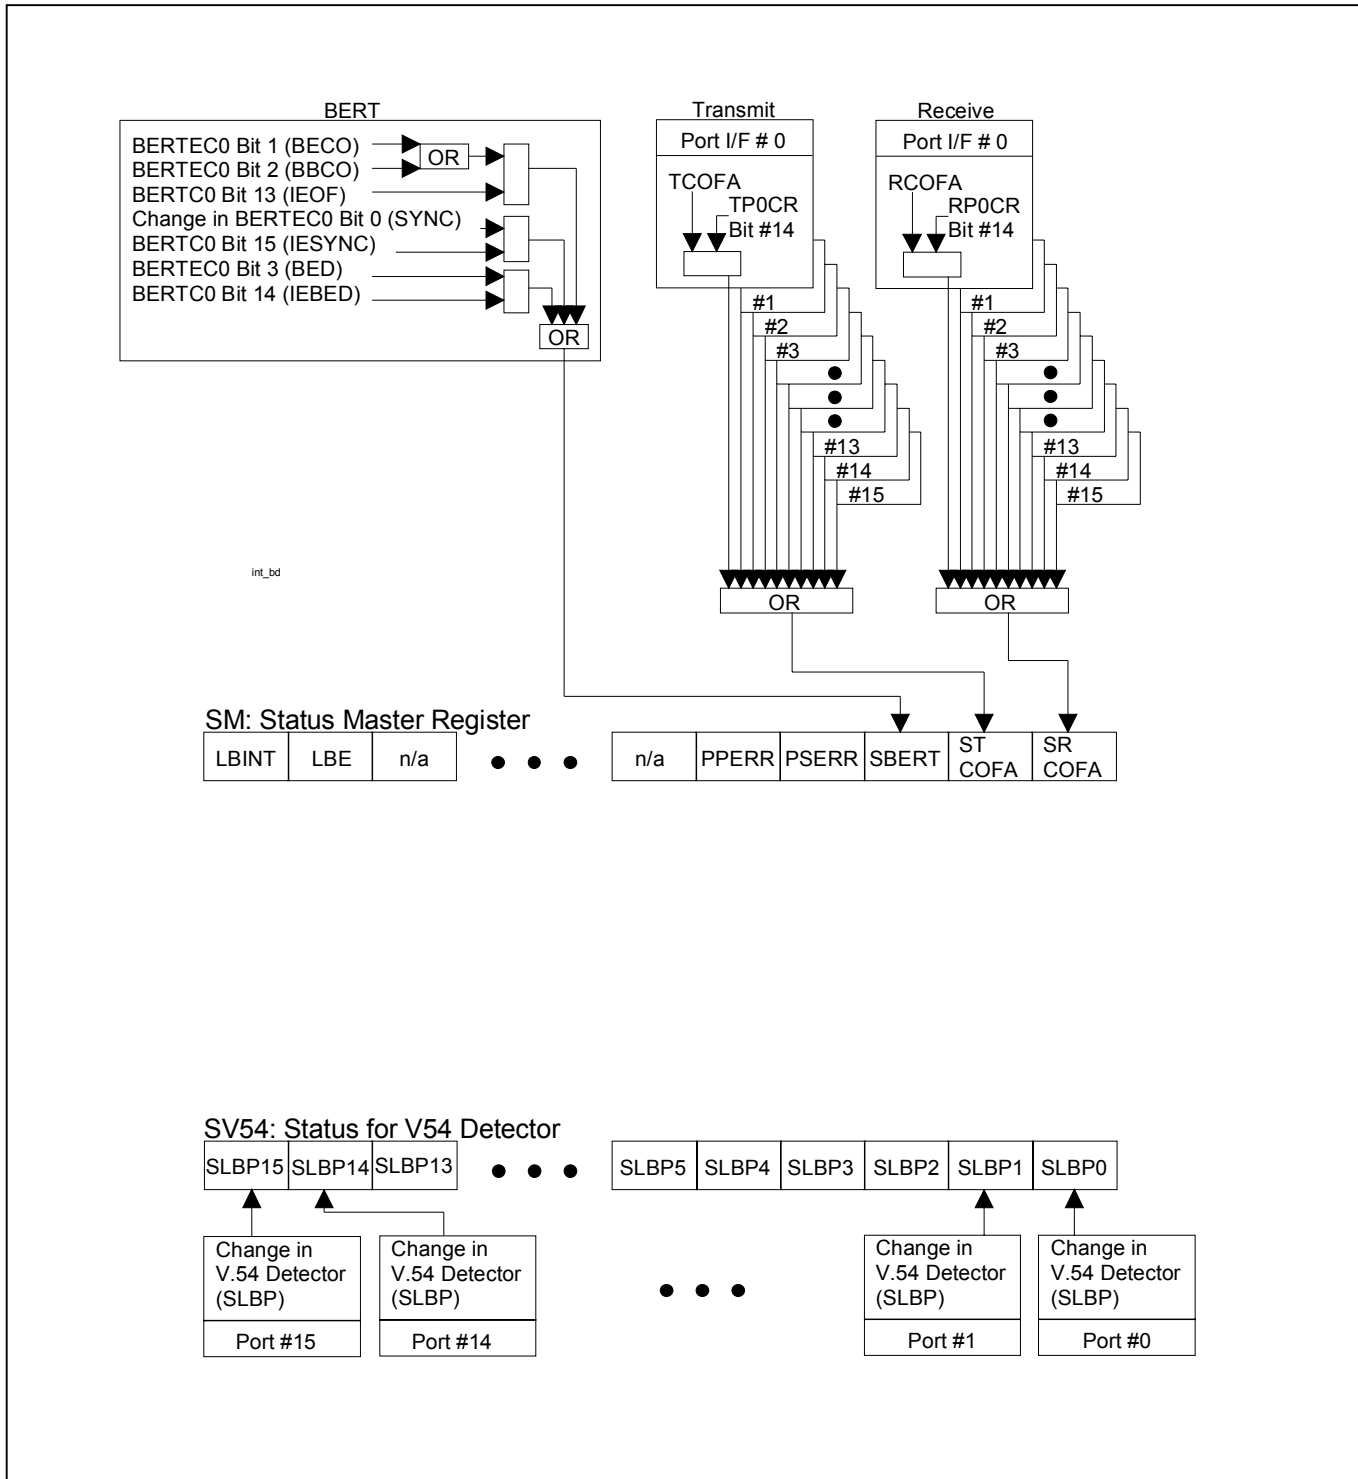 BERT
BERTEC0 Bit 1 (BECO)
BERTEC0 Bit 2 (BBCO)
BERTC0 Bit 13 (IEOF)
Change in BERTEC0 Bit 0 (SYNC)
BERTC0 Bit 15 (IESYNC)
BERTEC0 Bit 3 (BED)
BERTC0 Bit 14 (IEBED)
OR
OR
Transmit
Port I/F # 0
TCOFA
TP0CR
Bit #14
#1
#2
#3
#13
#14
#15
OR
Receive
Port I/F # 0
RCOFA
RP0CR
Bit #14
#1
#2
#3
#13
#14
#15
OR
int_bd
SM: Status Master Register
LBINT LBE n/a n/a PPERR PSERR SBERT ST COFA SR COFA
SV54: Status for V54 Detector
SLBP15 SLBP14 SLBP13 SLBP5 SLBP4 SLBP3 SLBP2 SLBP1 SLBP0
Change in
V.54 Detector
(SLBP)
Port #15
Change in
V.54 Detector
(SLBP)
Port #14
Change in
V.54 Detector
(SLBP)
Port #1
Change in
V.54 Detector
(SLBP)
Port #0